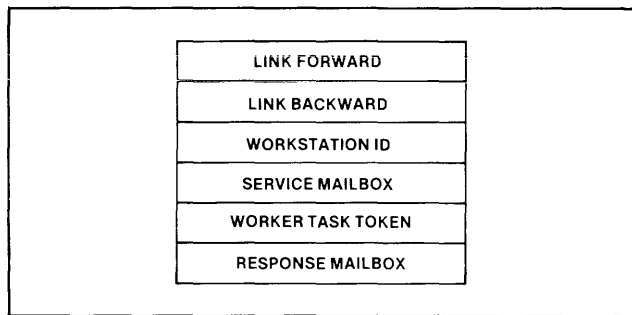 LINK FORWARD
LINK BACKWARD
WORKSTATION ID
SERVICE MAILBOX
WORKER TASK TOKEN
RESPONSE MAILBOX